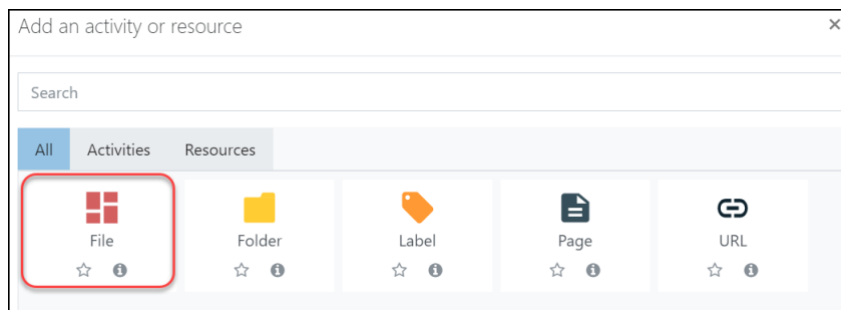 Add an activity or resource
Search
All Activities Resources
File Folder Label Page URL